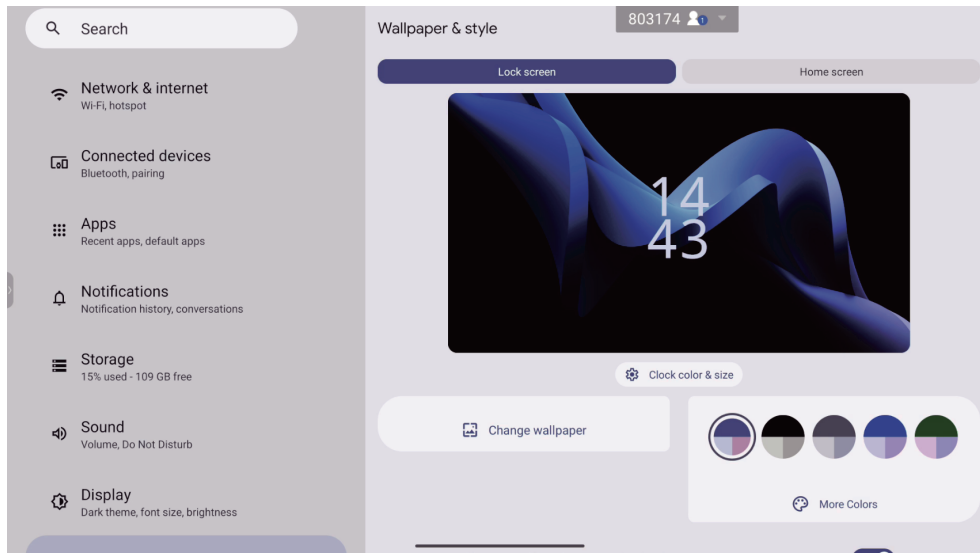 Search
Network & internet
Wi-Fi, hotspot
Connected devices
Bluetooth, pairing
Apps
Recent apps, default apps
Notifications
Notification history, conversations
Storage
15% used - 109 GB free
Sound
Volume, Do Not Disturb
Display
Dark theme, font size, brightness
Wallpaper & style
803174 1
Lock screen
Home screen
14
43
Clock color & size
Change wallpaper
More Colors